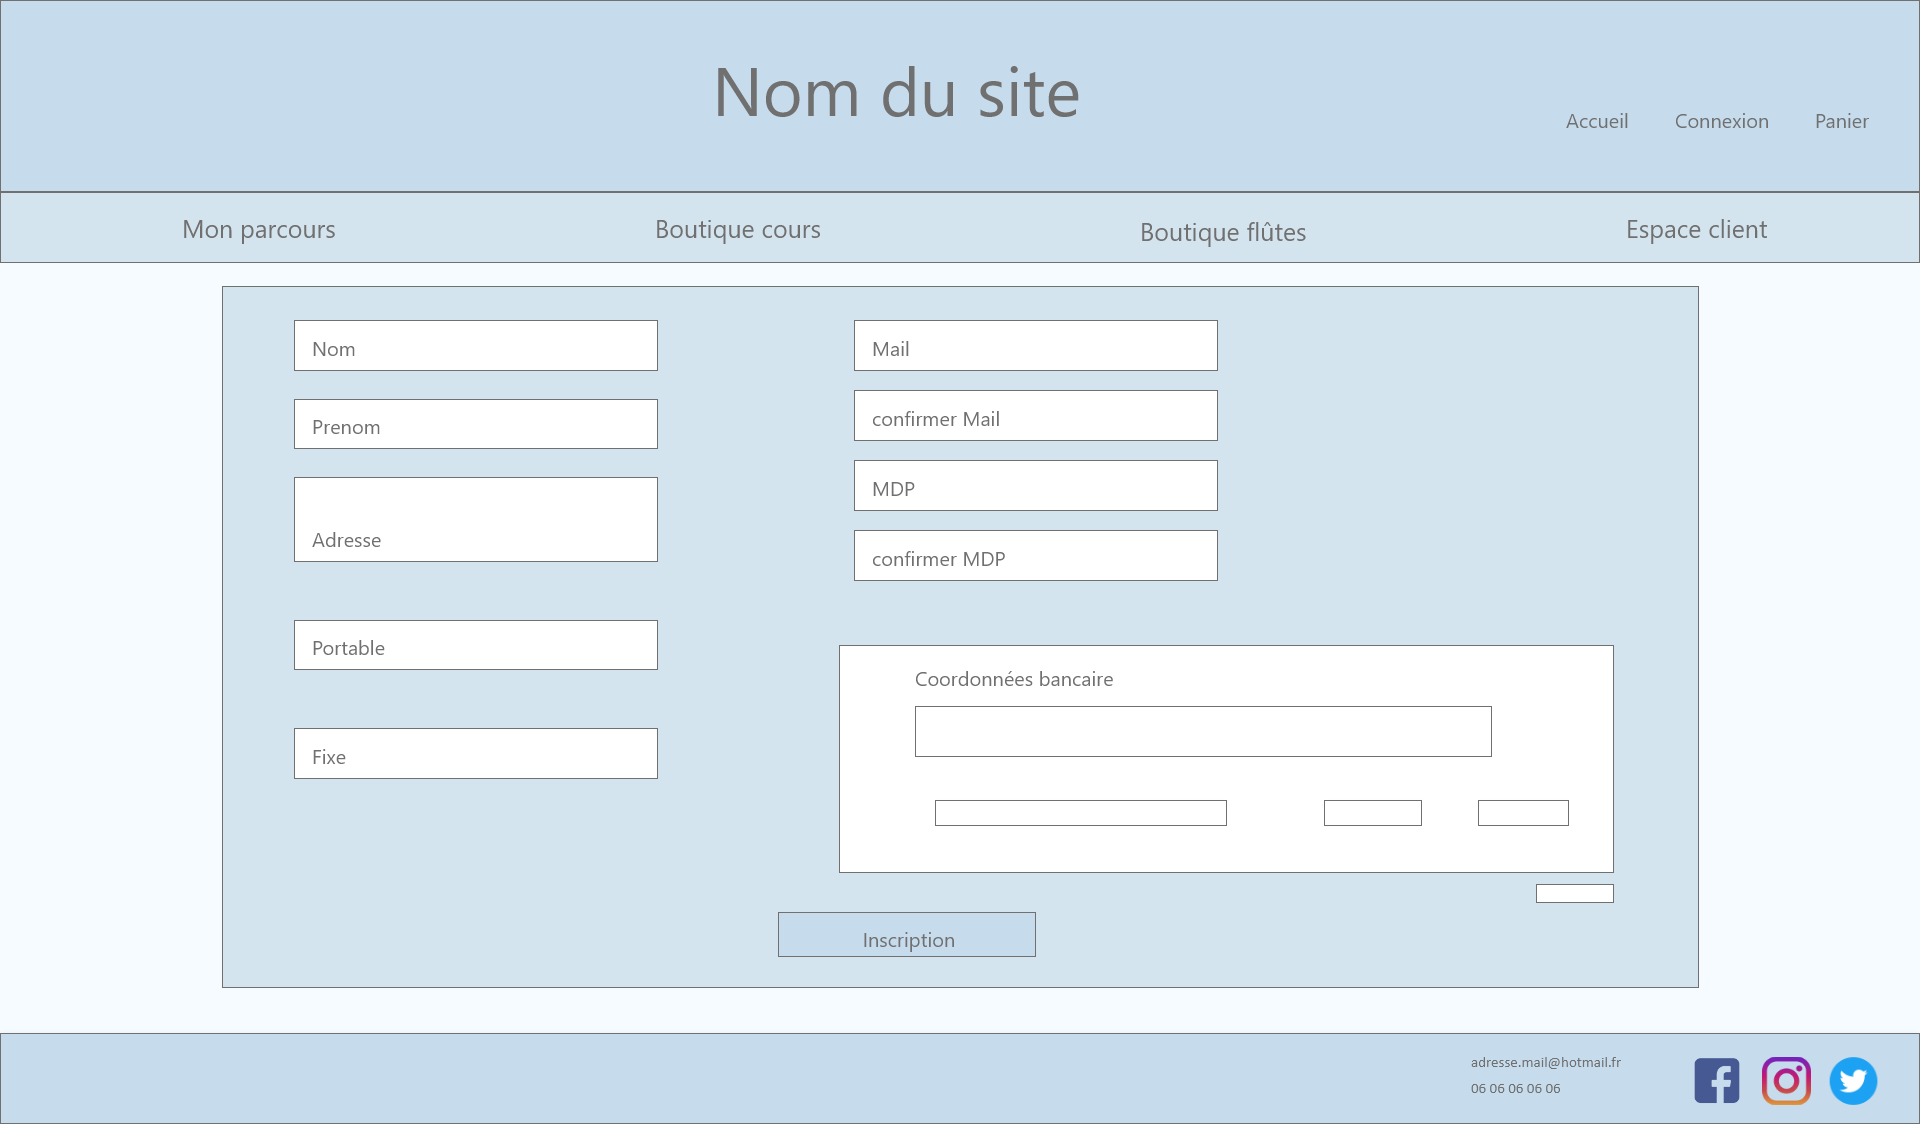 Nom du site
Accueil Connexion Panier
Mon parcours Boutique cours Boutique flûtes Espace client
Nom
Prenom
Adresse
Portable
Fixe
Mail
confirmer Mail
MDP
confirmer MDP
Coordonnées bancaire
Inscription
adresse.mail@hotmail.fr
06 06 06 06 06